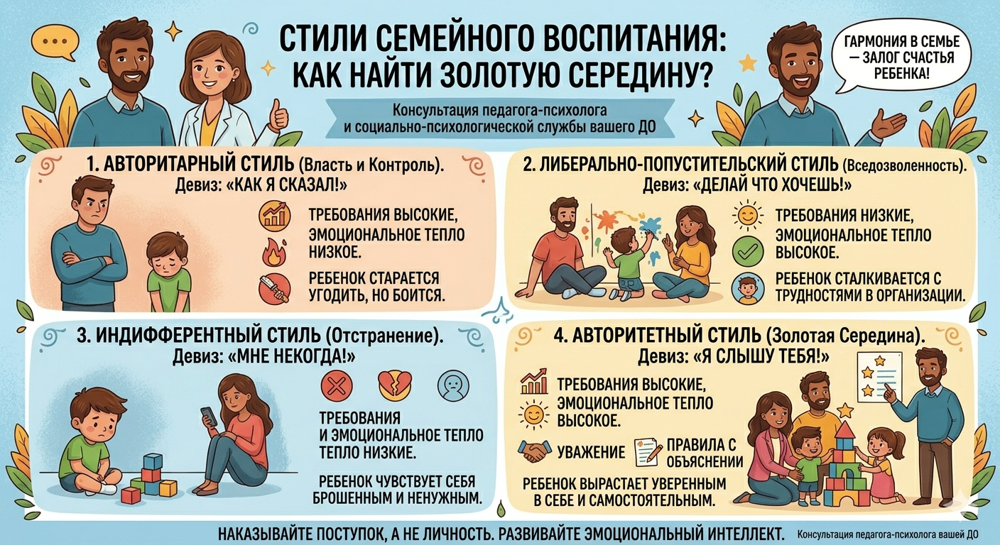 СТИЛИ СЕМЕЙНОГО ВОСПИТАНИЯ:
КАК НАЙТИ ЗОЛОТУЮ СЕРЕДИНУ?
Консультация педагога-психолога
и социально-психологической службы вашего ДО
ГАРМОНИЯ В СЕМЬЕ
— ЗАЛОГ СЧАСТЬЯ
РЕБЕНКА!
1. АВТОРИТАРНЫЙ СТИЛЬ (Власть и Контроль).
Девиз: «КАК Я СКАЗАЛ!»
ТРЕБОВАНИЯ ВЫСОКИЕ,
ЭМОЦИОНАЛЬНОЕ ТЕПЛО
НИЗКОЕ.
РЕБЕНОК СТАРАЕТСЯ
УГОДИТЬ, НО БОИТСЯ.
2. ЛИБЕРАЛЬНО-ПОПУСТИТЕЛЬСКИЙ СТИЛЬ (Вседозволенность).
Девиз: «ДЕЛАЙ ЧТО ХОЧЕШЬ!»
ТРЕБОВАНИЯ НИЗКИЕ,
ЭМОЦИОНАЛЬНОЕ ТЕПЛО
ВЫСОКОЕ.
РЕБЕНОК СТАЛКИВАЕТСЯ С
ТРУДНОСТЯМИ В ОРГАНИЗАЦИИ.
3. ИНДИФФЕРЕНТНЫЙ СТИЛЬ (Отстранение).
Девиз: «МНЕ НЕКОГДА!»
ТРЕБОВАНИЯ
И ЭМОЦИОНАЛЬНОЕ ТЕПЛО
ТЕПЛО НИЗКИЕ.
РЕБЕНОК ЧУВСТВУЕТ СЕБЯ
БРОШЕННЫМ И НЕНУЖНЫМ.
4. АВТОРИТЕТНЫЙ СТИЛЬ (Золотая Середина).
Девиз: «Я СЛЫШУ ТЕБЯ!»
ТРЕБОВАНИЯ ВЫСОКИЕ,
ЭМОЦИОНАЛЬНОЕ ТЕПЛО
ВЫСОКОЕ.
УВАЖЕНИЕ
ПРАВИЛА С
ОБЪЯСНЕНИИ
РЕБЕНОК ВЫРАСТАЕТ УВЕРЕННЫМ
В СЕБЕ И САМОСТОЯТЕЛЬНЫМ.
НАКАЗЫВАЙТЕ ПОСТУПОК, А НЕ ЛИЧНОСТЬ. РАЗВИВАЙТЕ ЭМОЦИОНАЛЬНЫЙ ИНТЕЛЛЕКТ.
Консультация педагога-психолога вашей ДО